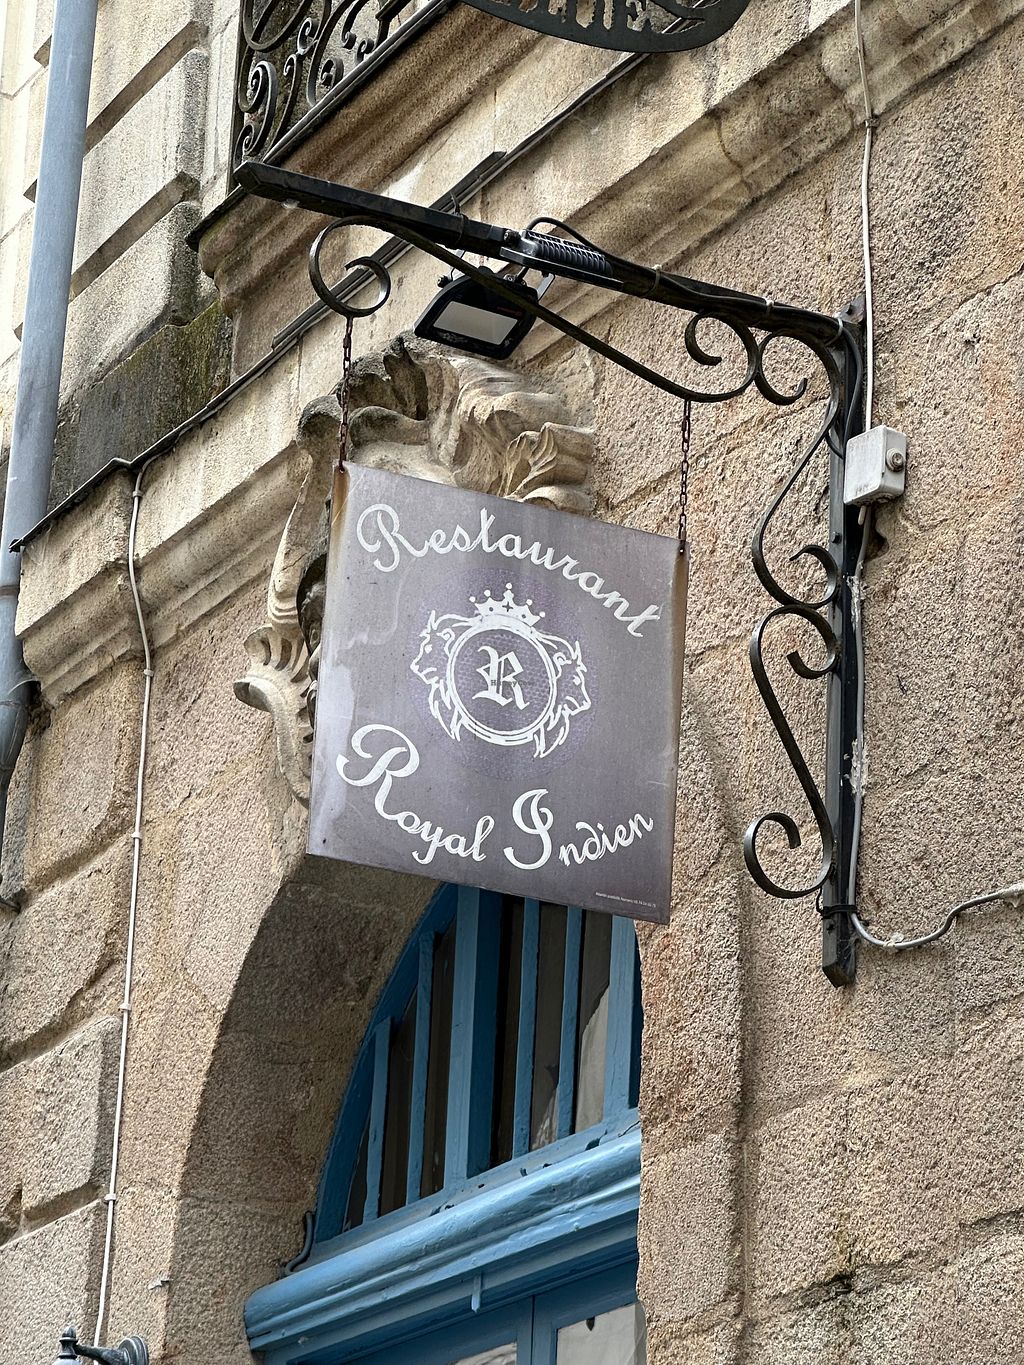 Restaurant
R
Royal Indien